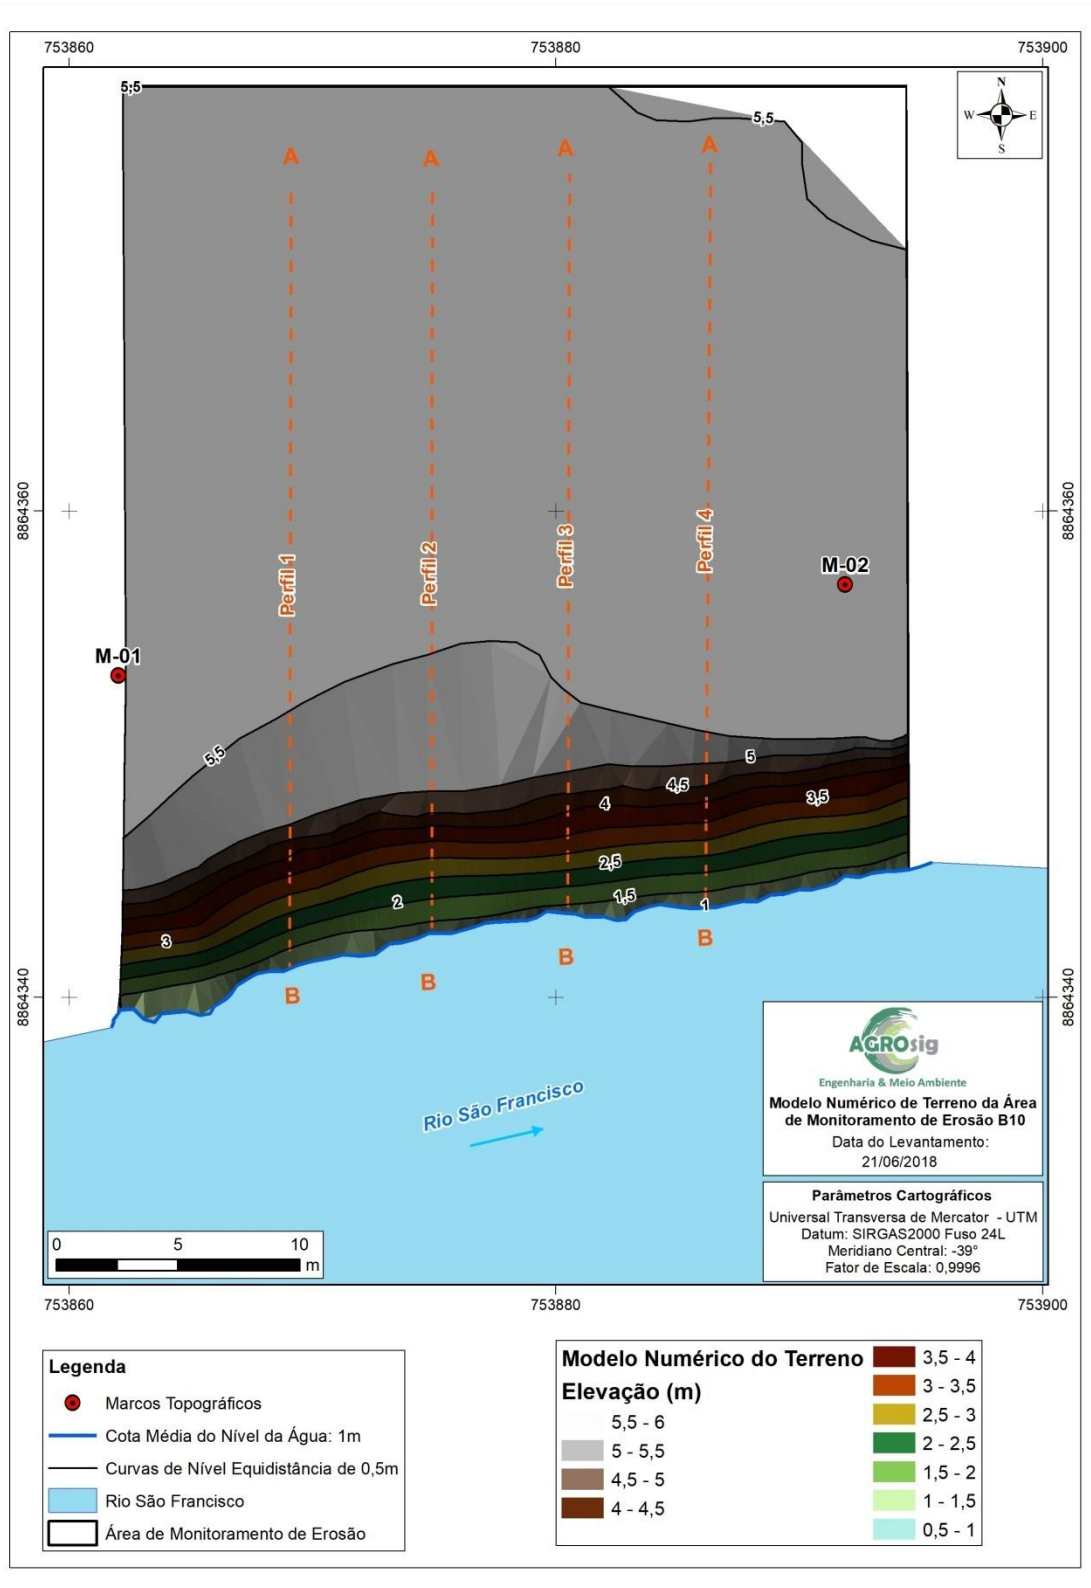 753860
753880
753900
5,5
5,5
N
W
E
S
A
A
A
A
8864360
8864360
Perfil 1
Perfil 2
Perfil 3
Perfil 4
M-02
M-01
5,5
5
4,5
4
3,5
2,5
2
1,5
1
3
B
B
B
B
8864340
8864340
Rio São Francisco
AGROsig
Engenharia & Meio Ambiente
Modelo Numérico de Terreno da Área
de Monitoramento de Erosão B10
Data do Levantamento:
21/06/2018
Parâmetros Cartográficos
Universal Transversa de Mercator - UTM
Datum: SIRGAS2000 Fuso 24L
Meridiano Central: -39°
Fator de Escala: 0,9996
0 5 10
m
753860
753880
753900
Legenda
Marcos Topográficos
Cota Média do Nível da Água: 1m
Curvas de Nível Equidistância de 0,5m
Rio São Francisco
Área de Monitoramento de Erosão
Modelo Numérico do Terreno
Elevação (m)
5,5 - 6
5 - 5,5
4,5 - 5
4 - 4,5
3,5 - 4
3 - 3,5
2,5 - 3
2 - 2,5
1,5 - 2
1 - 1,5
0,5 - 1